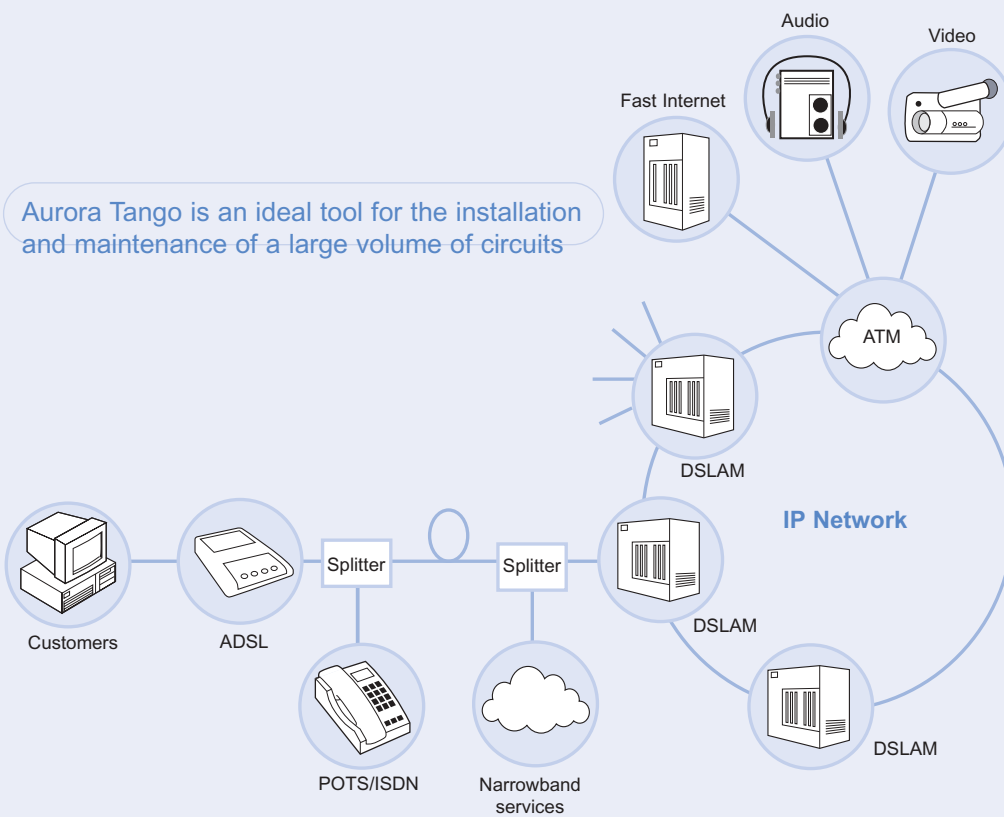 Audio
Video
Fast Internet
Aurora Tango is an ideal tool for the installation
and maintenance of a large volume of circuits
ATM
DSLAM
IP Network
Splitter
Splitter
Customers
ADSL
DSLAM
DSLAM
POTS/ISDN
Narrowband
services